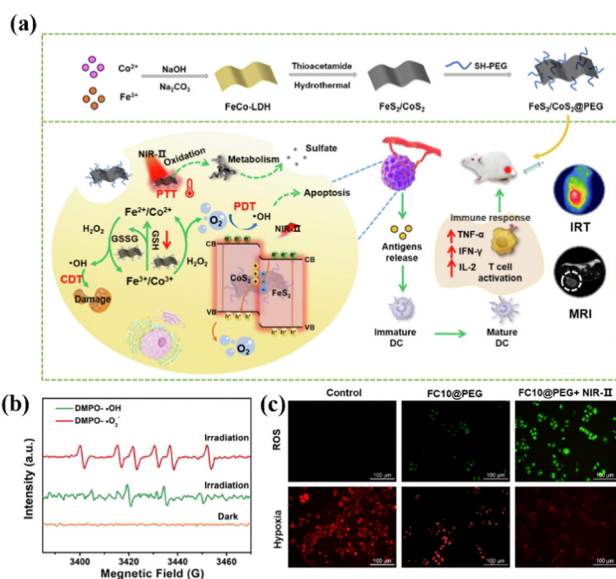 (a)
Co²⁺
Fe³⁺
NaOH
Na₂CO₃
FeCo-LDH
Thioacetamide
Hydrothermal
FeS₂/CoS₂
SH-PEG
FeS₂/CoS₂@PEG
NIR-II
Oxidation
Metabolism
Sulfate
PTT
Apoptosis
Fe²⁺/Co²⁺
O₂
PDT
•OH
NIR-II
H₂O₂
GSSG
GSH
H₂O₂
•OH
CDT
Fe³⁺/Co³⁺
Damage
CB
CoS₂
CB
FeS₂
VB
VB
h⁺
O₂
Antigens
release
Immature
DC
Mature
DC
Immune response
TNF-α
IFN-γ
IL-2
T cell
activation
IRT
MRI
(b)
DMPO- •OH
DMPO- •O₂⁻
Irradiation
Irradiation
Dark
Intensity (a.u.)
3400
3420
3440
3460
Megnetic Field (G)
(c)
Control
FC10@PEG
FC10@PEG+ NIR-II
ROS
100 μm
100 μm
100 μm
Hypoxia
100 μm
100 μm
100 μm